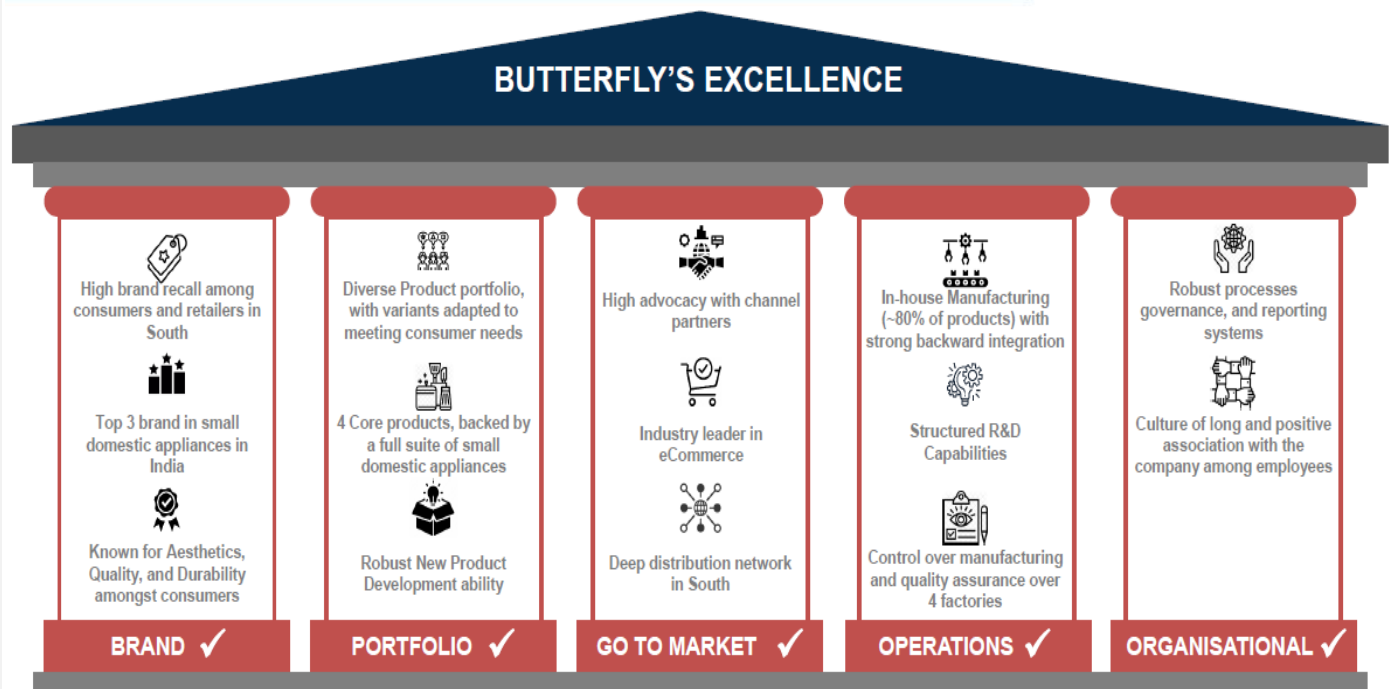 BUTTERFLY'S EXCELLENCE
High brand recall among
consumers and retailers in
South
Top 3 brand in small
domestic appliances in
India
Known for Aesthetics,
Quality, and Durability
amongst consumers
BRAND
Diverse Product portfolio,
with variants adapted to
meeting consumer needs
4 Core products, backed by
a full suite of small
domestic appliances
Robust New Product
Development ability
PORTFOLIO
High advocacy with channel
partners
Industry leader in
eCommerce
Deep distribution network
in South
GO TO MARKET
In-house Manufacturing
(~80% of products) with
strong backward integration
Structured R&D
Capabilities
Control over manufacturing
and quality assurance over
4 factories
OPERATIONS
Robust processes
governance, and reporting
systems
Culture of long and positive
association with the
company among employees
ORGANISATIONAL